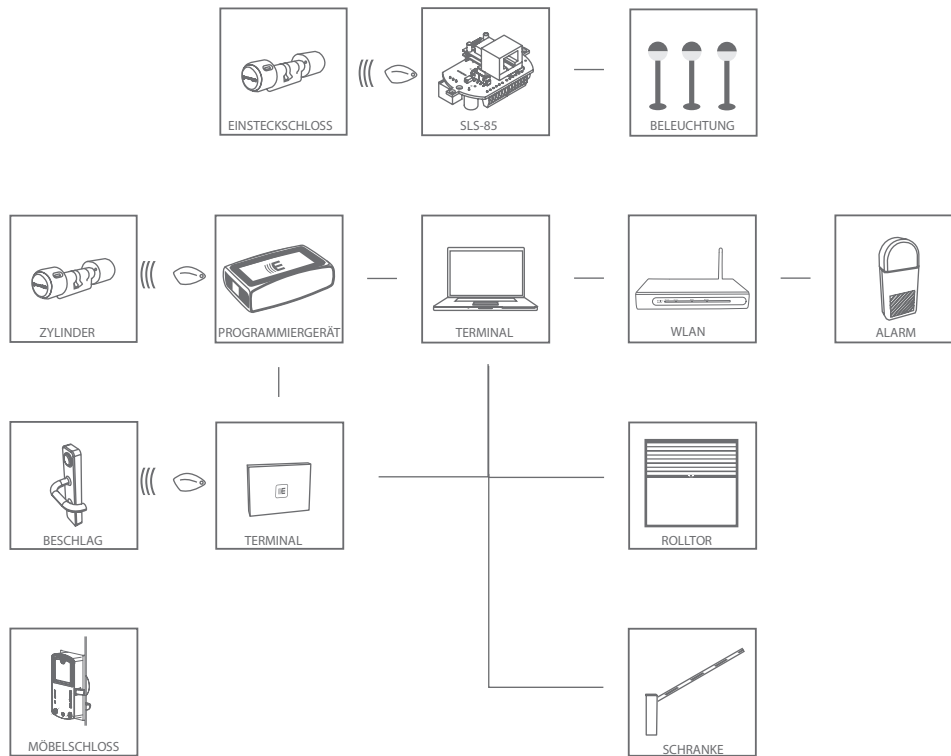 EINSTECKSCHLOSS
SLS-85
BELEUCHTUNG
ZYLINDER
PROGRAMMIERGERÄT
TERMINAL
WLAN
ALARM
BESCHLAG
TERMINAL
ROLLTOR
MÖBELSCHLOSS
SCHRANKE